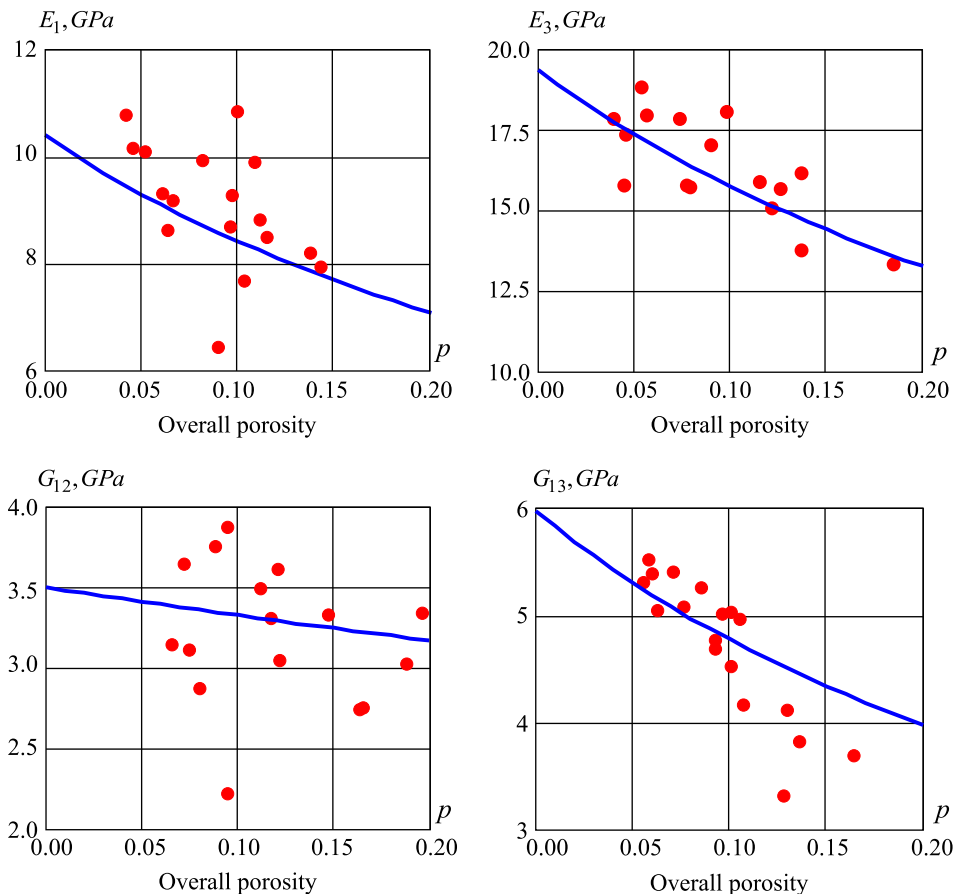 E₁, GPa
12
10
8
6
0.00 0.05 0.10 0.15 0.20
p
Overall porosity
E₃, GPa
20.0
17.5
15.0
12.5
10.0
0.00 0.05 0.10 0.15 0.20
p
Overall porosity
G₁₂, GPa
4.0
3.5
3.0
2.5
2.0
0.00 0.05 0.10 0.15 0.20
p
Overall porosity
G₁₃, GPa
6
5
4
3
0.00 0.05 0.10 0.15 0.20
p
Overall porosity